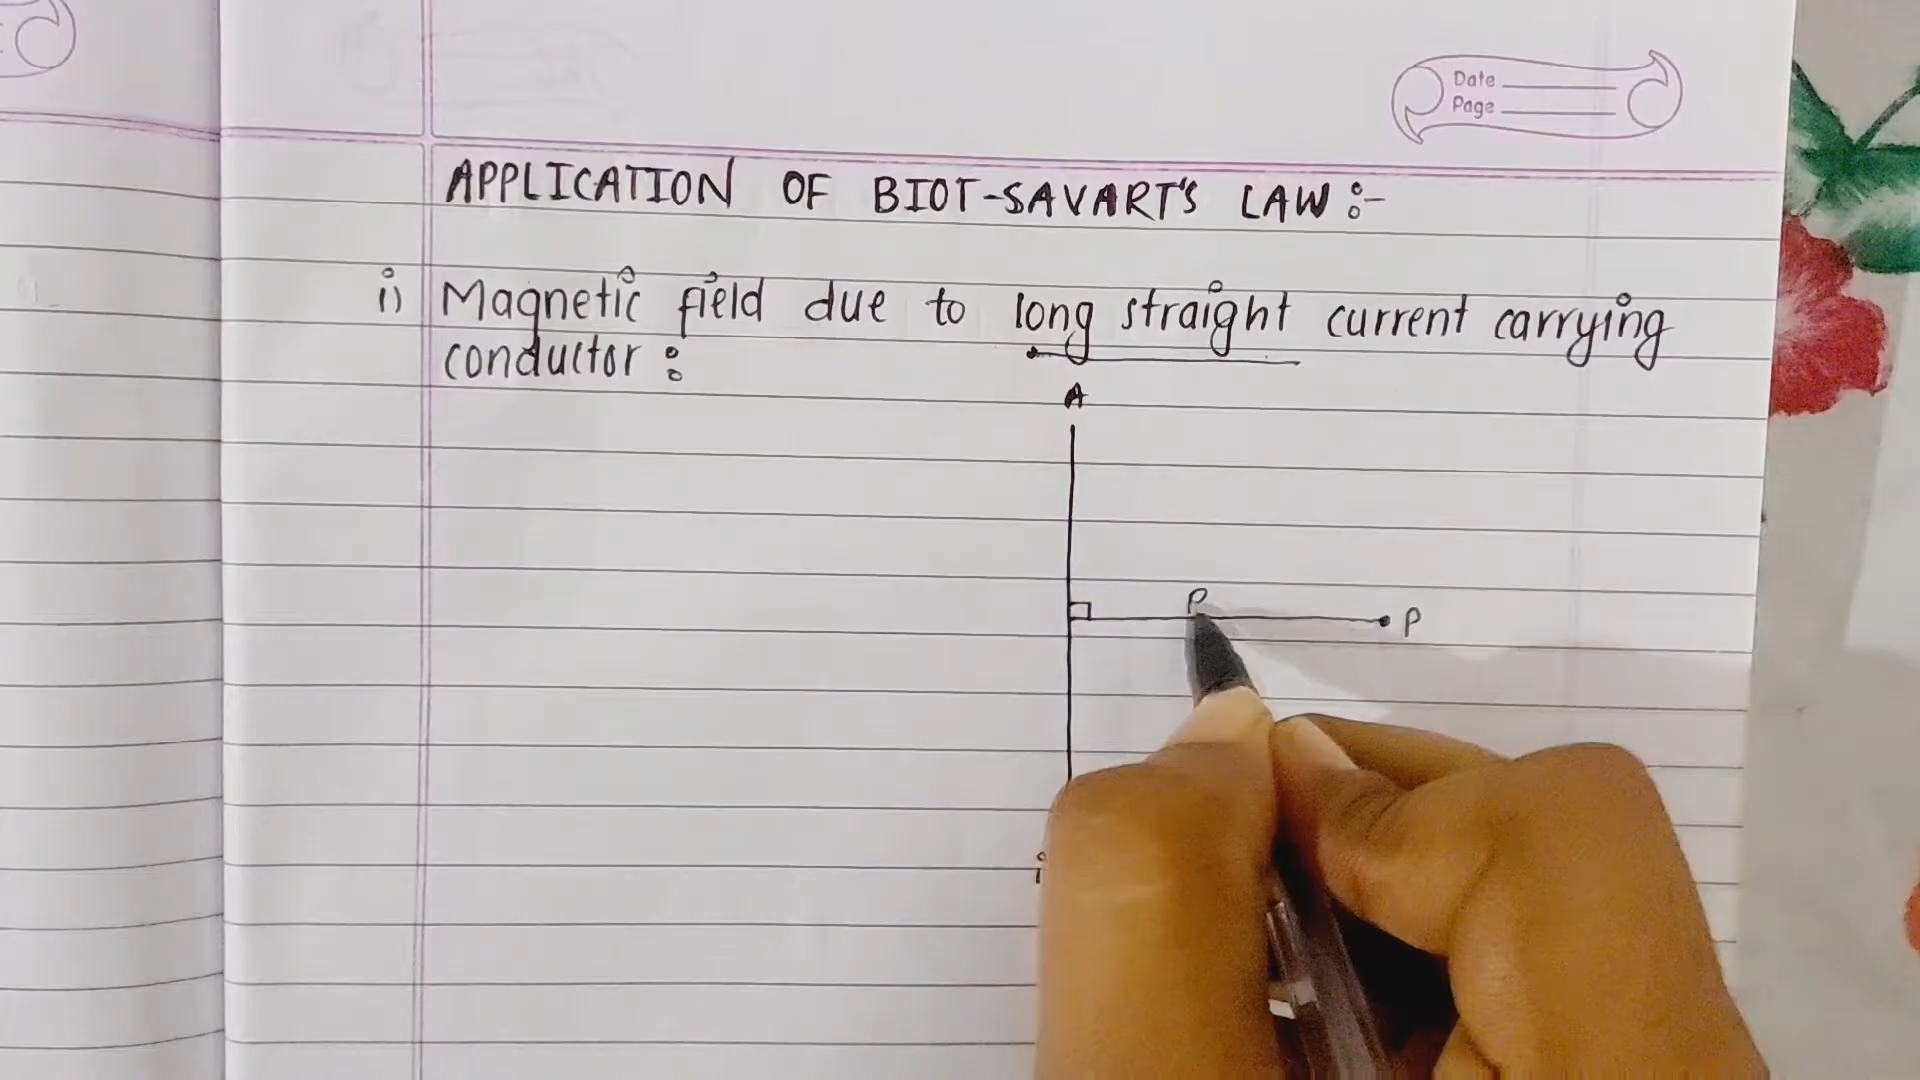 Date
Page
APPLICATION OF BIOT-SAVART'S LAW :-
i) Magnetic field due to long straight current carrying
conductor :
A
P
P
i